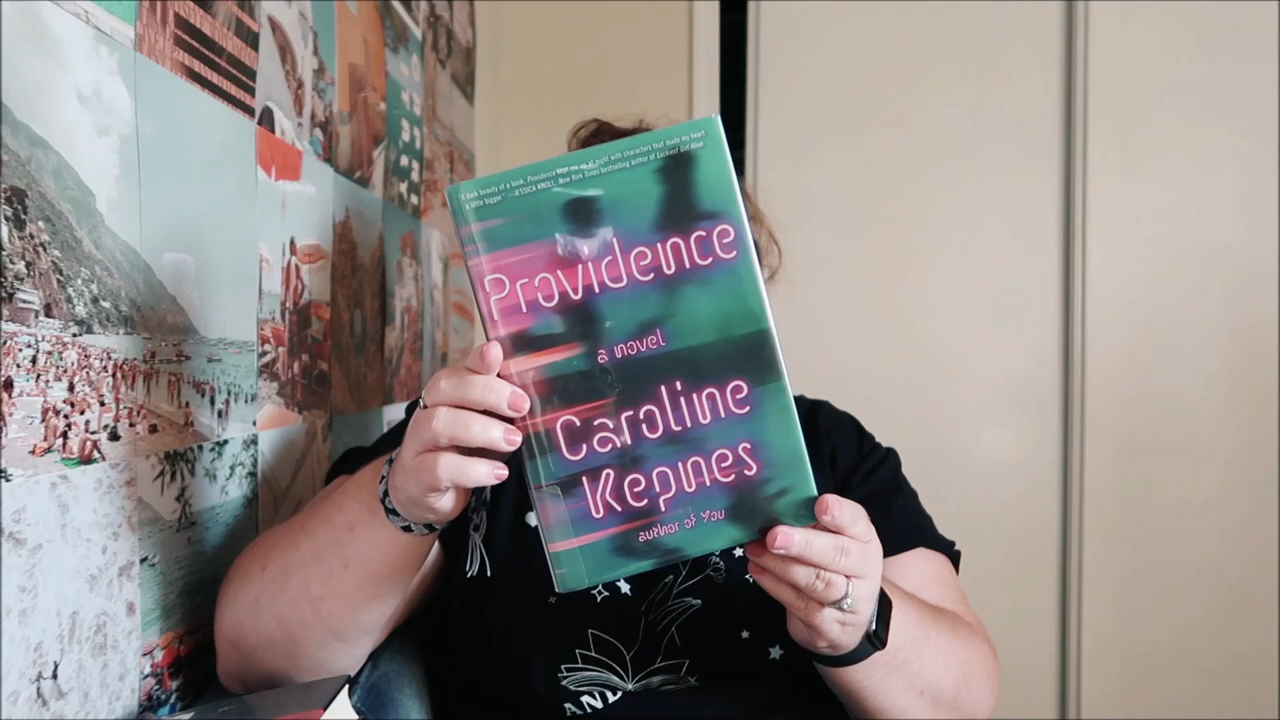 "A dark beauty of a book. Providence kept me up at night with characters that made my heart
a little bigger." —JESSICA KNOLL, New York Times bestselling author of Luckiest Girl Alive
Providence
a novel
Caroline
Kepnes
author of You
AND